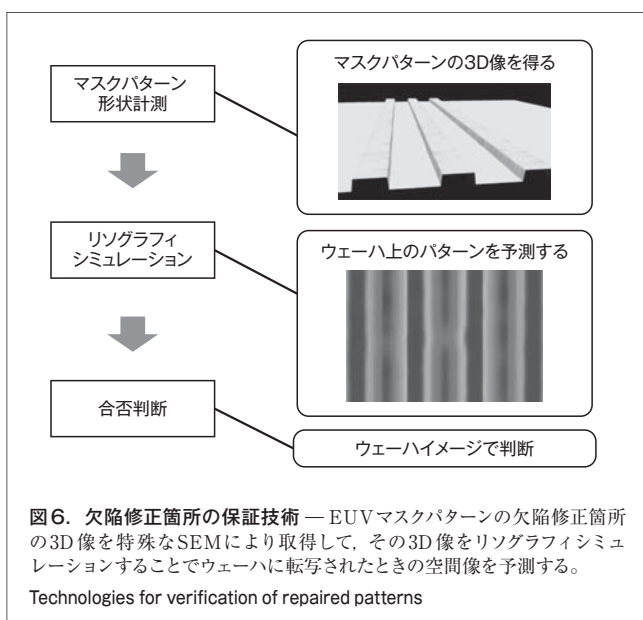 マスクパターン
形状計測
マスクパターンの3D像を得る
リソグラフィ
シミュレーション
ウェーハ上のパターンを予測する
合否判断
ウェーハイメージで判断
図6. 欠陥修正箇所の保証技術 — EUVマスクパターンの欠陥修正箇所
の3D像を特殊なSEMにより取得して,その3D像をリソグラフィシミュ
レーションすることでウェーハに転写されたときの空間像を予測する。
Technologies for verification of repaired patterns